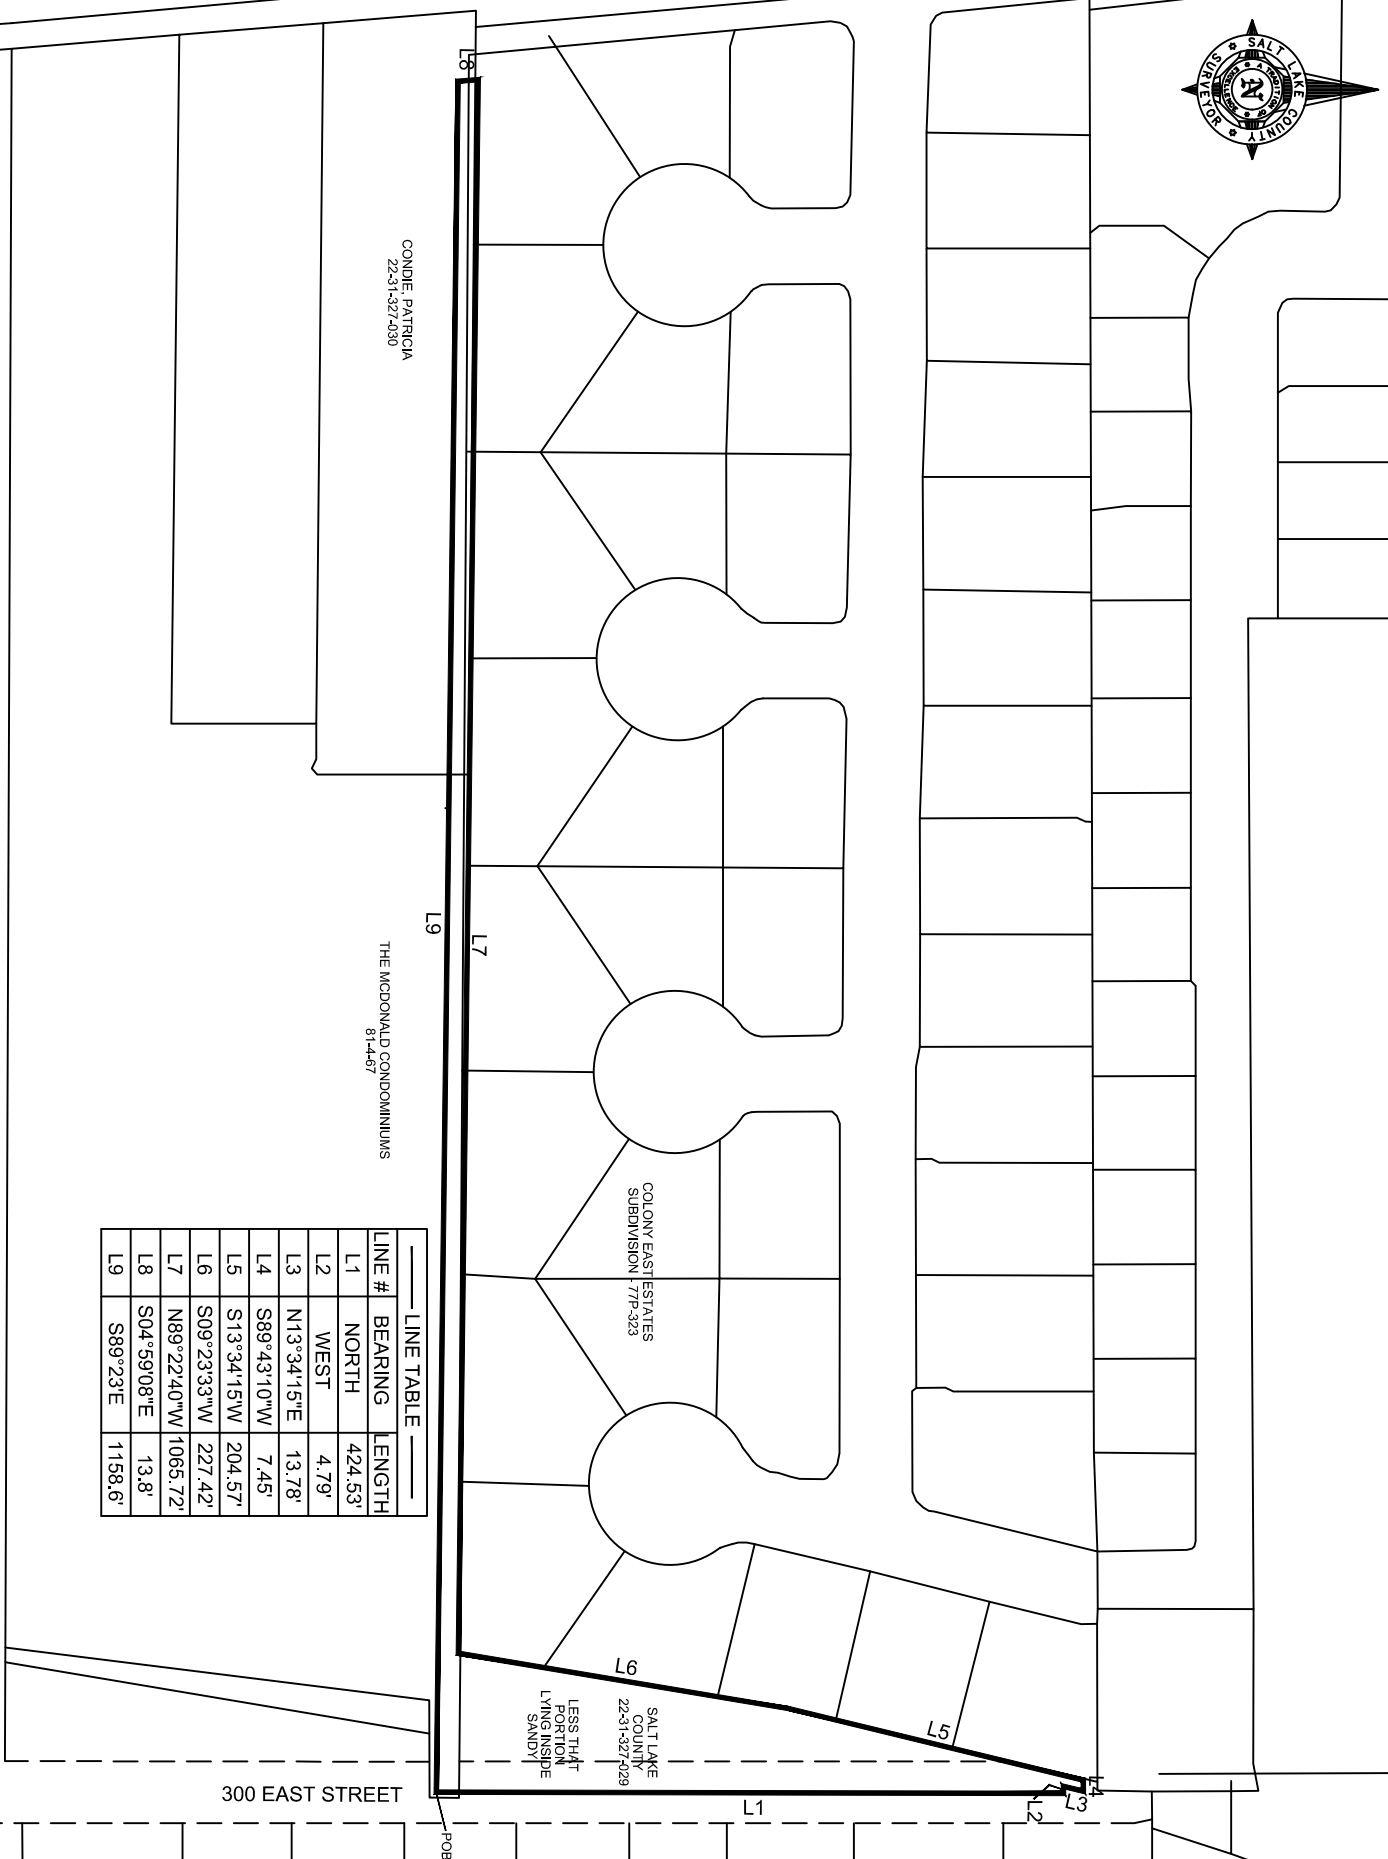 SALT LAKE COUNTY SURVEYOR
A TRADITION OF EXCELLENCE
N
L8
CONDIE, PATRICIA
22-31-327-030
L7
L9
THE MCDONALD CONDOMINIUMS
81-4-67
COLONY EAST ESTATES
SUBDIVISION - 77P-323
LINE TABLE
LINE # BEARING LENGTH
L1 NORTH 424.53'
L2 WEST 4.79'
L3 N13°34'15"E 13.78'
L4 S89°43'10"W 7.45'
L5 S13°34'15"W 204.57'
L6 S09°23'33"W 227.42'
L7 N89°22'40"W 1065.72'
L8 S04°59'08"E 13.8'
L9 S89°23'E 1158.6'
L6
L5
SALT LAKE
COUNTY
22-31-327-029
LESS THAT
PORTION
LYING INSIDE
SANDY
L4
L3
L2
L1
300 EAST STREET
POB